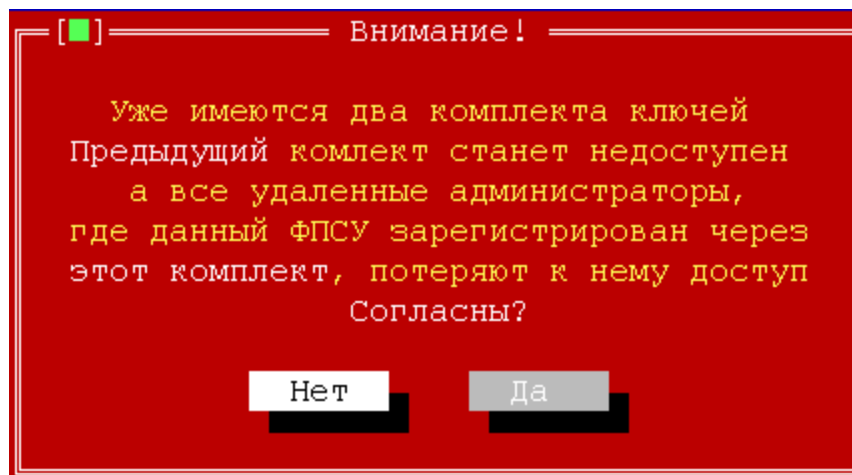 Внимание!
Уже имеются два комплекта ключей
Предыдущий комлект станет недоступен
а все удаленные администраторы,
где данный ФПСУ зарегистрирован через
этот комплект, потеряют к нему доступ
Согласны?
Нет Да